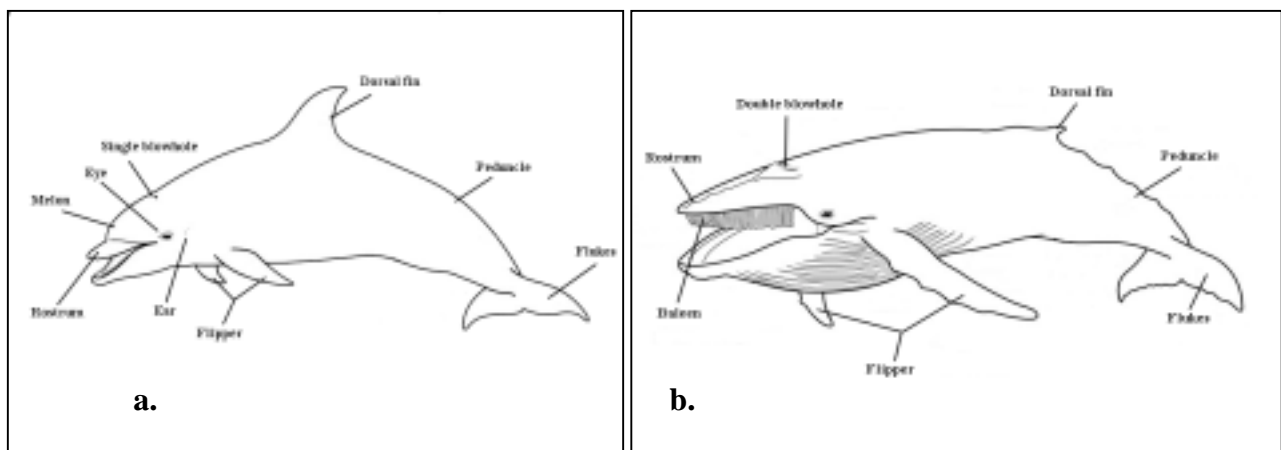 Dorsal fin
Single blowhole
Eye
Melon
Peduncle
Flukes
Rostrum
Ear
Flipper
a.
Dorsal fin
Double blowhole
Rostrum
Peduncle
Baleen
Flukes
Flipper
b.